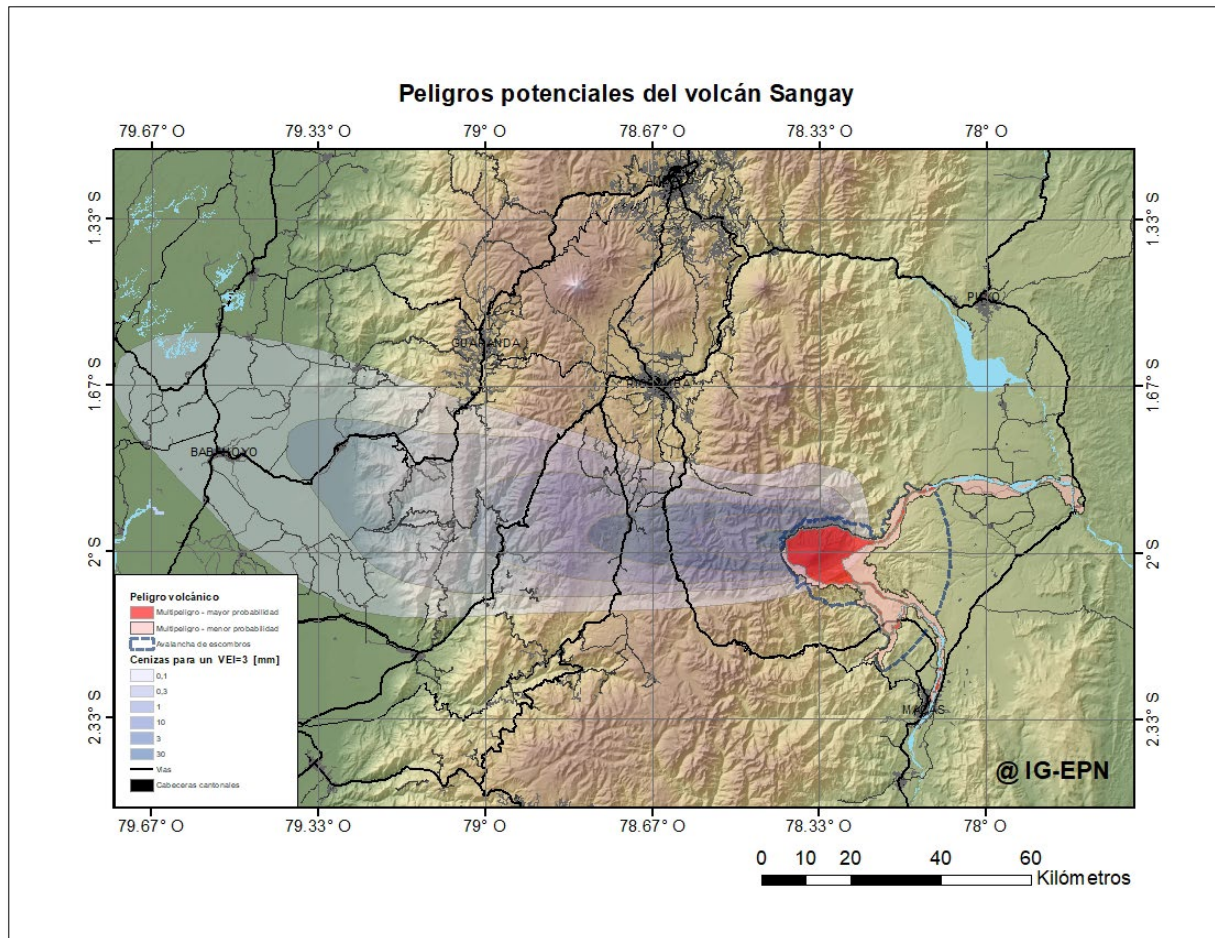 Peligros potenciales del volcán Sangay
79.67° O 79.33° O 79° O 78.67° O 78.33° O 78° O
1.33° S 1.33° S
PUYO
GUARANDA
1.67° S RIOBAMBA 1.67° S
BABAHOYO
2° S 2° S
Peligro volcánico
Multipeligro - mayor probabilidad
Multipeligro - menor probabilidad
Avalancha de escombros
Cenizas para un VEI=3 [mm]
0,1
0,3
1
10
3
30
Vías
Cabeceras cantonales
2.33° S MACAS 2.33° S
@ IG-EPN
79.67° O 79.33° O 79° O 78.67° O 78.33° O 78° O
0 10 20 40 60
Kilómetros